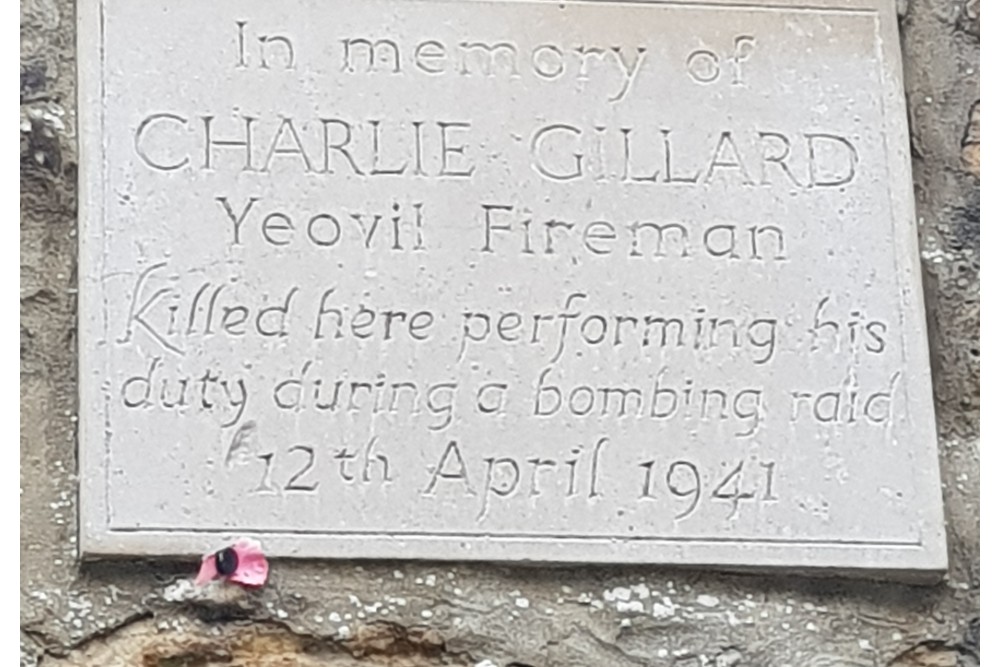 In memory of
CHARLIE GILLARD
Yeovil Fireman
Killed here performing his
duty during a bombing raid
12th April 1941